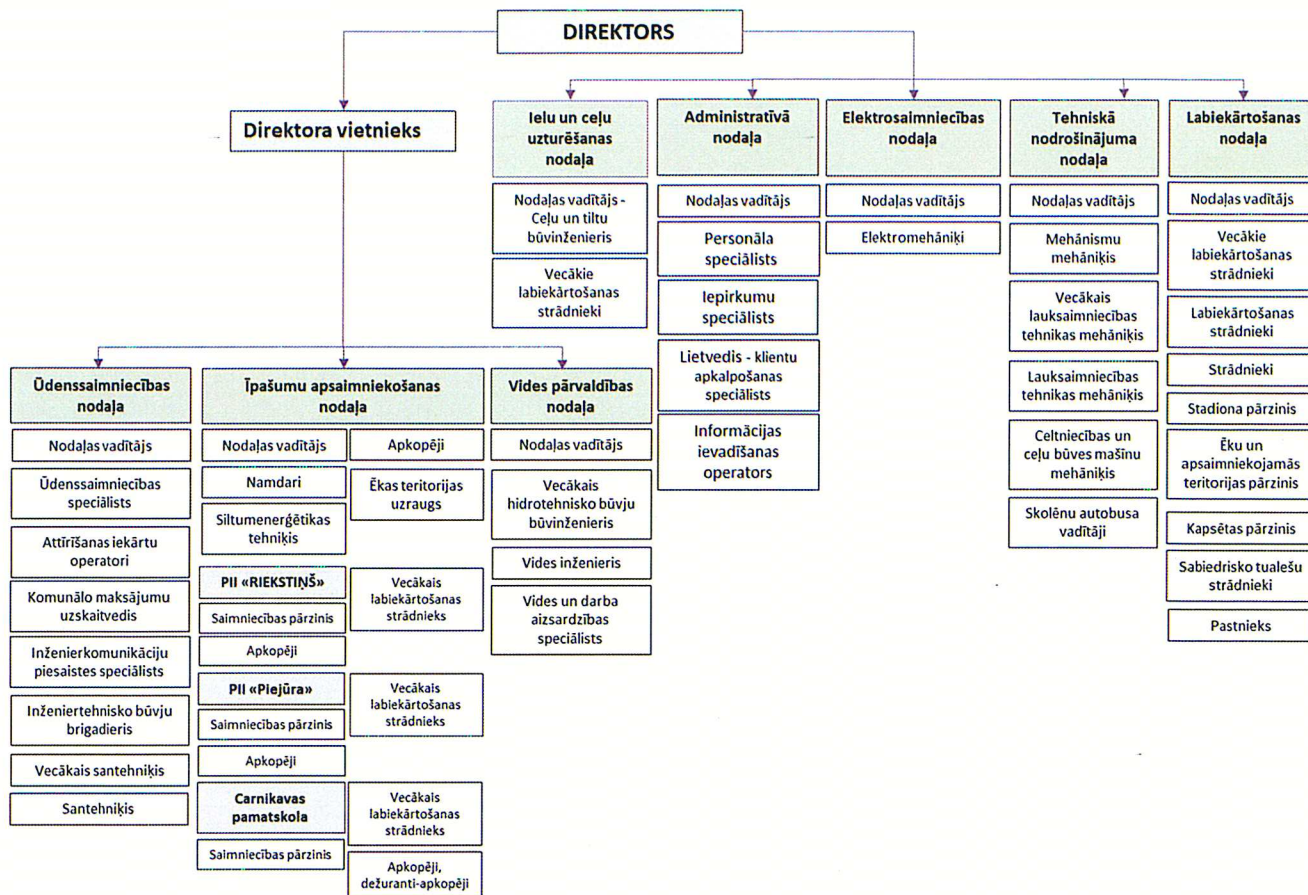 DIREKTORS
Direktora vietnieks
Ielu un ceļu
uzturēšanas
nodaļa
Nodaļas vadītājs -
Ceļu un tiltu
būvinženieris
Vecākie
labiekārtošanas
strādnieki
Administratīvā
nodaļa
Nodaļas vadītājs
Personāla
speciālists
Iepirkumu
speciālists
Lietvedis - klientu
apkalpošanas
speciālists
Informācijas
ievadīšanas
operators
Elektrosaimniecības
nodaļa
Nodaļas vadītājs
Elektromehāniķi
Tehniskā
nodrošinājuma
nodaļa
Nodaļas vadītājs
Mehānismu
mehāniķis
Vecākais
lauksaimniecības
tehnikas mehāniķis
Lauksaimniecības
tehnikas mehāniķis
Celtniecības un
ceļu būves mašīnu
mehāniķis
Skolēnu autobusa
vadītāji
Labiekārtošanas
nodaļa
Nodaļas vadītājs
Vecākie
labiekārtošanas
strādnieki
Labiekārtošanas
strādnieki
Strādnieki
Stadiona pārzinis
Ēku un
apsaimniekojamās
teritorijas pārzinis
Kapsētas pārzinis
Sabiedrisko tualešu
strādnieki
Pastnieks
Ūdenssaimniecības
nodaļa
Nodaļas vadītājs
Ūdenssaimniecības
speciālists
Attīrīšanas iekārtu
operatori
Komunālo maksājumu
uzskaitvedis
Inženierkomunikāciju
piesaistes speciālists
Inženiertehnisko būvju
brigadieris
Vecākais santehniķis
Santehniķis
Īpašumu apsaimniekošanas
nodaļa
Nodaļas vadītājs
Namdari
Siltumenerģētikas
tehniķis
Apkopēji
Ēkas teritorijas
uzraugs
PII «RIEKSTIŅŠ»
Saimniecības pārzinis
Apkopēji
Vecākais
labiekārtošanas
strādnieks
PII «Piejūra»
Saimniecības pārzinis
Apkopēji
Vecākais
labiekārtošanas
strādnieks
Carnikavas
pamatskola
Saimniecības pārzinis
Vecākais
labiekārtošanas
strādnieks
Apkopēji,
dežuranti-apkopēji
Vides pārvaldības
nodaļa
Nodaļas vadītājs
Vecākais
hidrotehnisko būvju
būvinženieris
Vides inženieris
Vides un darba
aizsardzības
speciālists